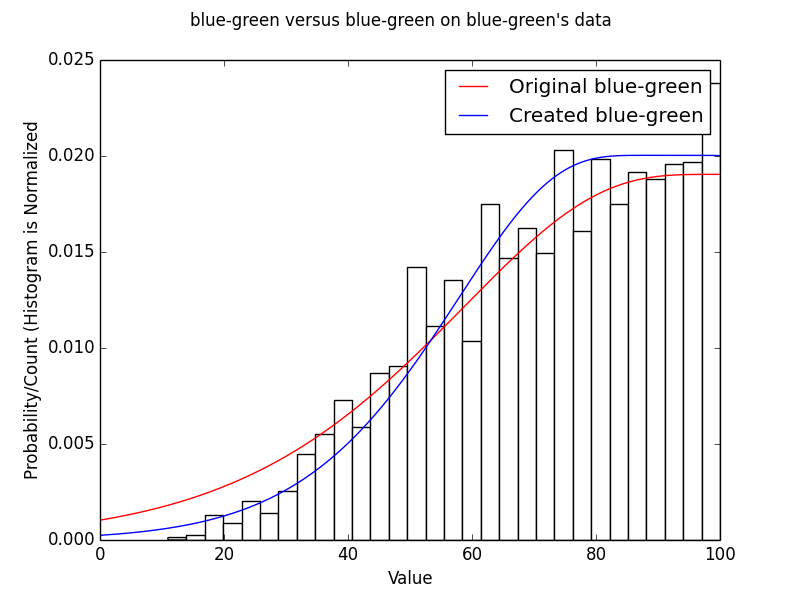 blue-green versus blue-green on blue-green's data
Probability/Count (Histogram is Normalized
0.025
0.020
0.015
0.010
0.005
0.000
Original blue-green
Created blue-green
0 20 40 60 80 100
Value